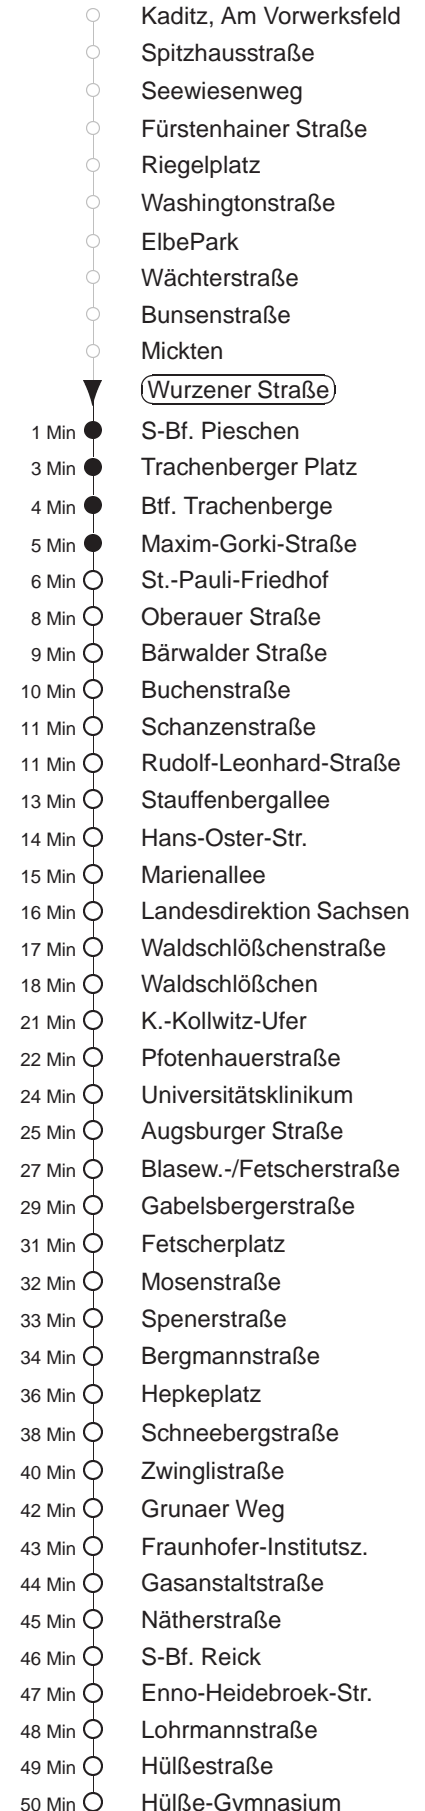 Kaditz, Am Vorwerksfeld
Spitzhausstraße
Seewiesenweg
Fürstenhainer Straße
Riegelplatz
Washingtonstraße
ElbePark
Wächterstraße
Bunsenstraße
Mickten
Wurzener Straße
1 Min S-Bf. Pieschen
3 Min Trachenberger Platz
4 Min Btf. Trachenberge
5 Min Maxim-Gorki-Straße
6 Min St.-Pauli-Friedhof
8 Min Oberauer Straße
9 Min Bärwalder Straße
10 Min Buchenstraße
11 Min Schanzenstraße
11 Min Rudolf-Leonhard-Straße
13 Min Stauffenbergallee
14 Min Hans-Oster-Str.
15 Min Marienallee
16 Min Landesdirektion Sachsen
17 Min Waldschlößchenstraße
18 Min Waldschlößchen
21 Min K.-Kollwitz-Ufer
22 Min Pfotenhauerstraße
24 Min Universitätsklinikum
25 Min Augsburger Straße
27 Min Blasew.-/Fetscherstraße
29 Min Gabelsbergerstraße
31 Min Fetscherplatz
32 Min Mosenstraße
33 Min Spenerstraße
34 Min Bergmannstraße
36 Min Hepkeplatz
38 Min Schneebergstraße
40 Min Zwinglistraße
42 Min Grunaer Weg
43 Min Fraunhofer-Institutsz.
44 Min Gasanstaltstraße
45 Min Nätherstraße
46 Min S-Bf. Reick
47 Min Enno-Heidebroek-Str.
48 Min Lohrmannstraße
49 Min Hülßestraße
50 Min Hülße-Gymnasium